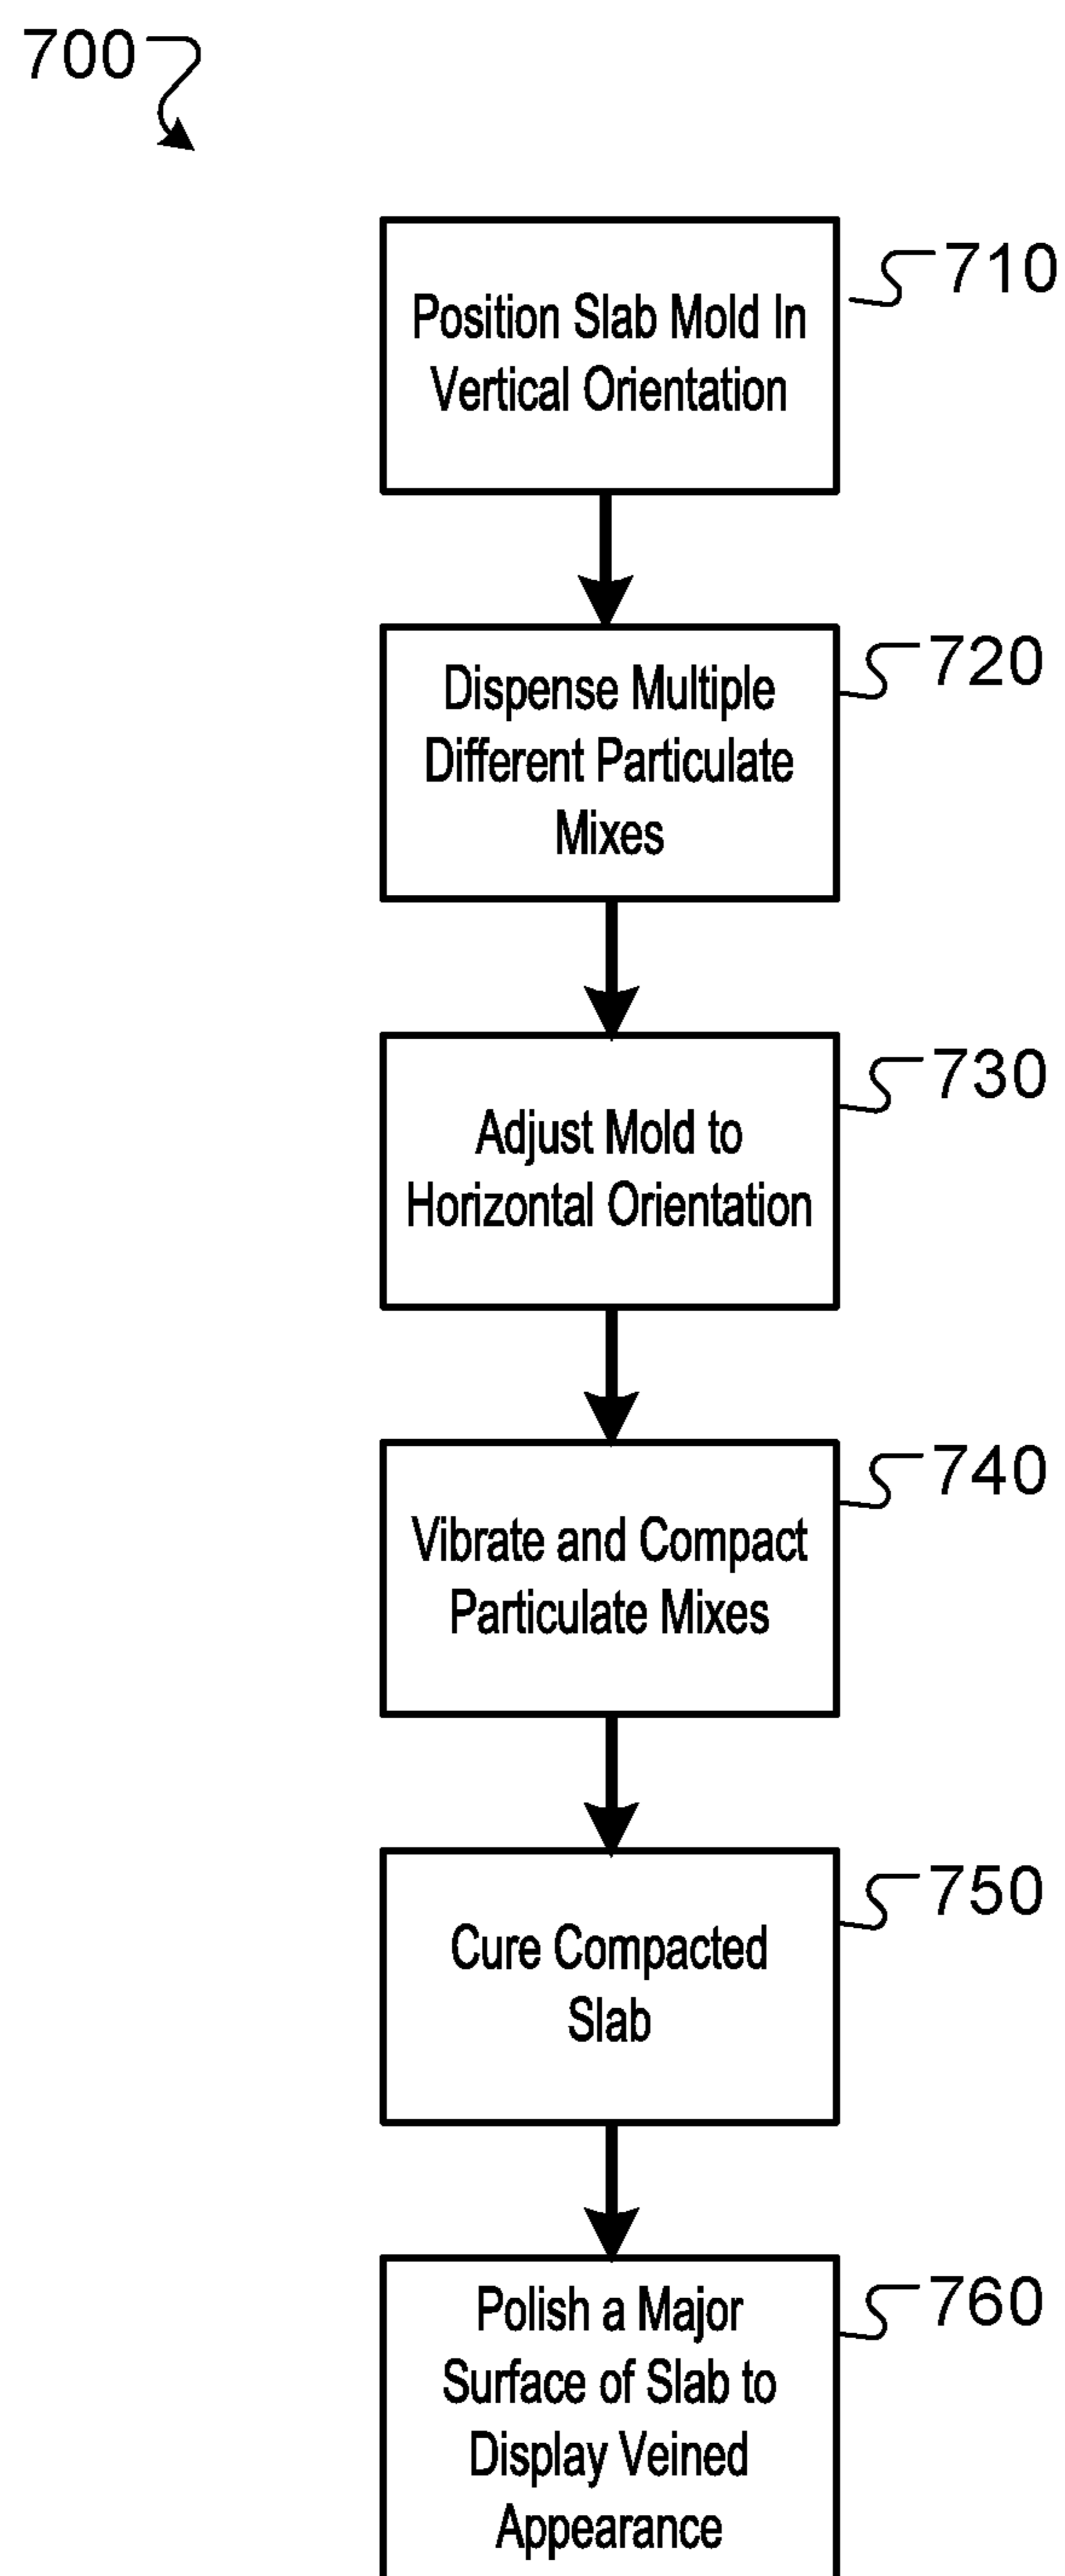 700
710
Position Slab Mold In
Vertical Orientation
720
Dispense Multiple
Different Particulate
Mixes
730
Adjust Mold to
Horizontal Orientation
740
Vibrate and Compact
Particulate Mixes
750
Cure Compacted
Slab
760
Polish a Major
Surface of Slab to
Display Veined
Appearance